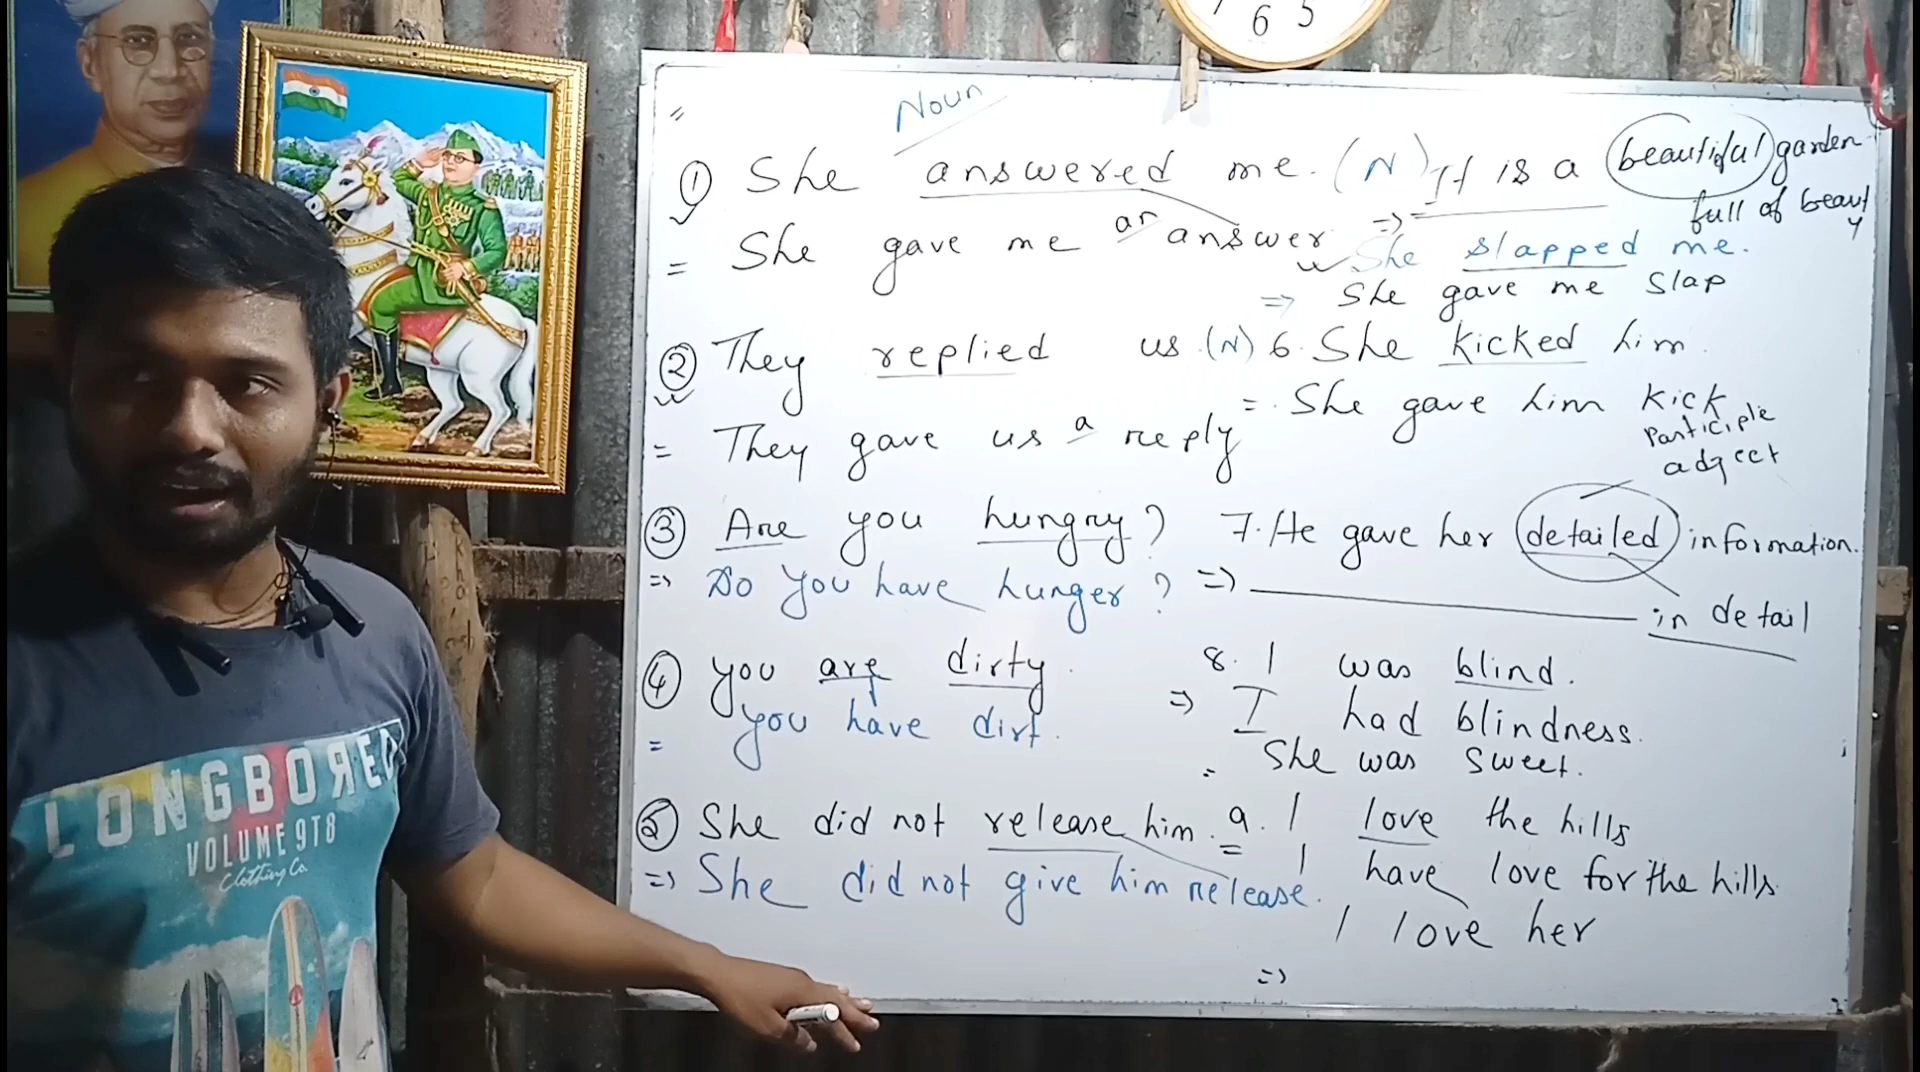 6 5
Noun
① She answered me. (N)
= She gave me an answer
② They replied us (N)
= They gave us a reply
③ Are you hungry?
=> Do You have hunger?
④ you are dirty.
= you have dirt.
⑤ She did not release him.
=> She did not give him release.
It is a beautiful garden
full of beauty
=> She slapped me.
=> She gave me slap
6. She kicked him.
= She gave him kick
Participle
adject
7. He gave her detailed information.
=> in detail
8. I was blind.
=> I had blindness.
She was sweet.
9. I love the hills
= I have love for the hills.
I love her
=>
LONGBORED
VOLUME 9T8
Clothing Co.